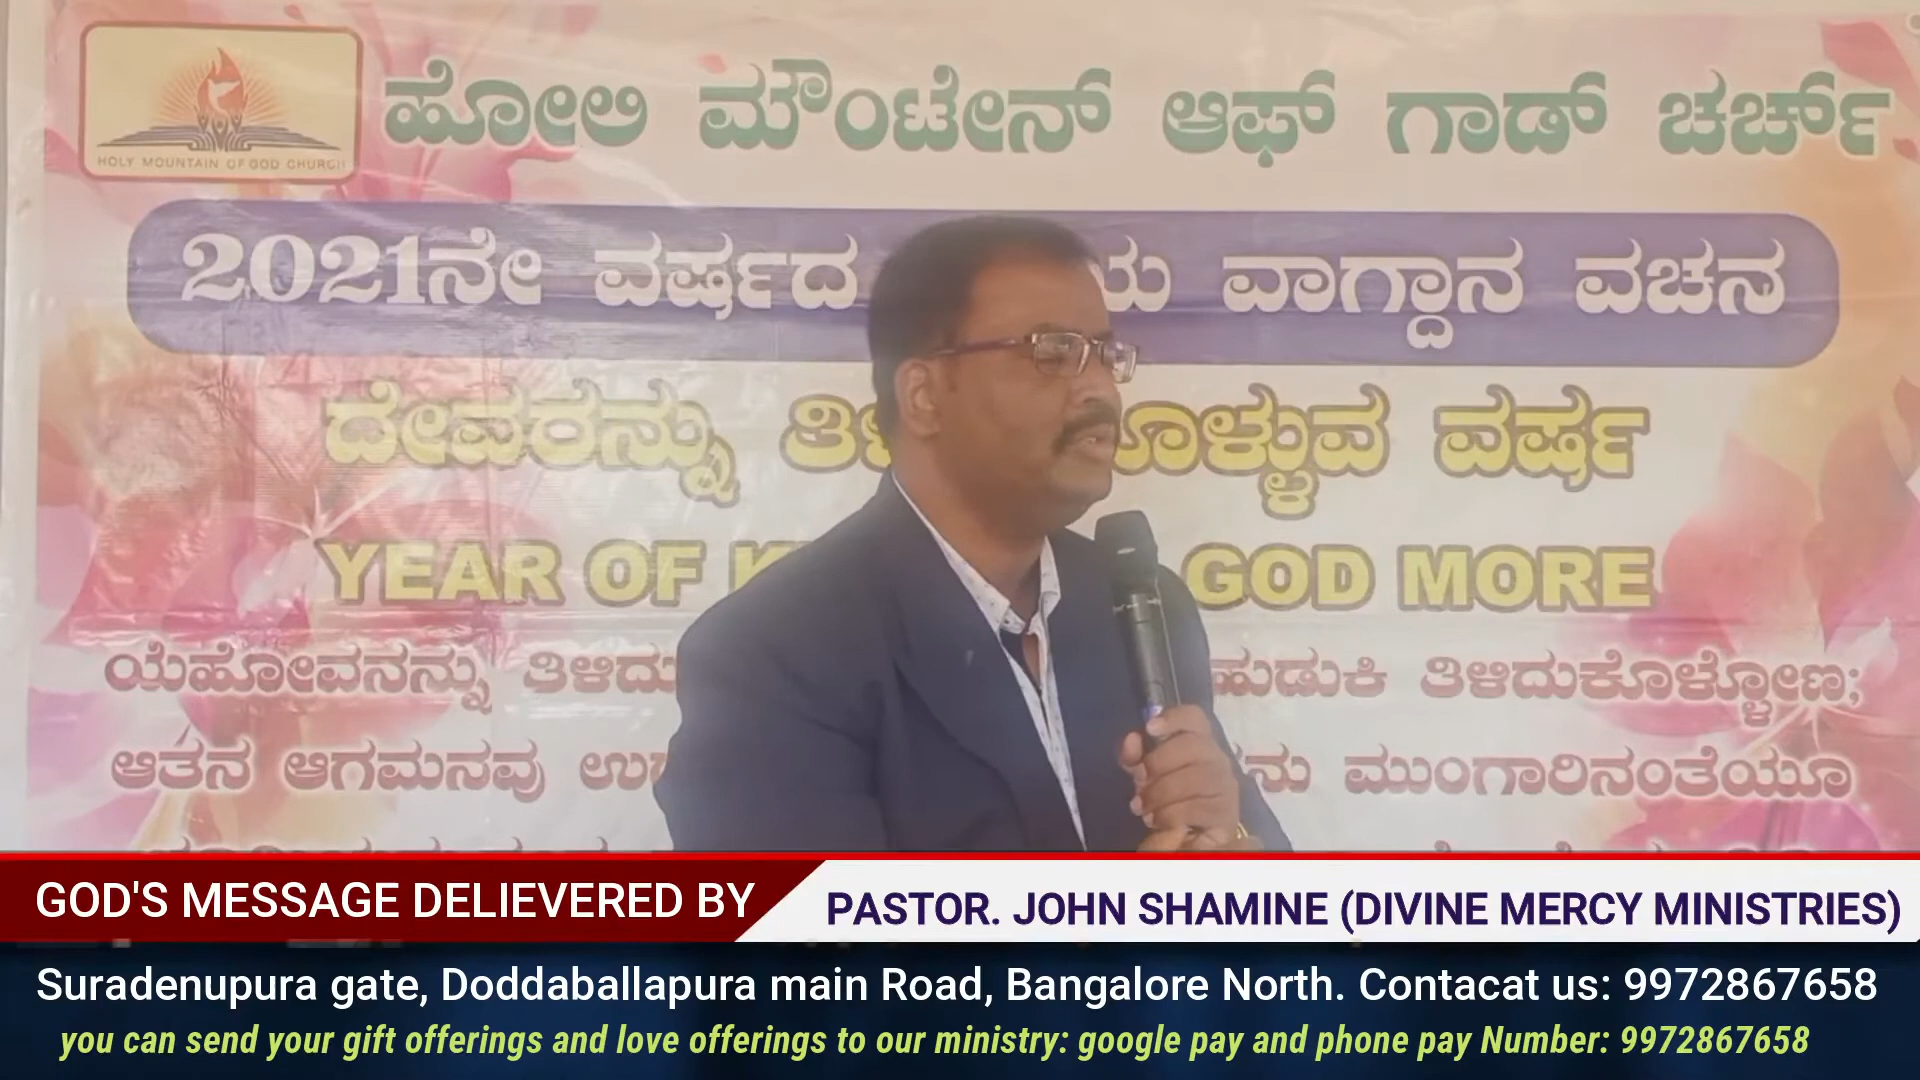 HOLY MOUNTAIN OF GOD CHURCH
ಹೋಲಿ ಮೌಂಟೇನ್ ಆಫ್ ಗಾಡ್ ಚರ್ಚ್
2021ನೇ ವರ್ಷದ ವಾಗ್ದಾನ ವಚನ
ದೇವರನ್ನು ವರ್ಷ
YEAR OF GOD MORE
ಯೆಹೋವನನ್ನು ಹುಡುಕಿ ತಿಳಿದುಕೊಳ್ಳೋಣ;
ಆತನ ಆಗಮನವು ಮುಂಗಾರಿನಂತೆಯೂ
GOD'S MESSAGE DELIEVERED BY
PASTOR. JOHN SHAMINE (DIVINE MERCY MINISTRIES)
Suradenupura gate, Doddaballapura main Road, Bangalore North. Contacat us: 9972867658
you can send your gift offerings and love offerings to our ministry: google pay and phone pay Number: 9972867658